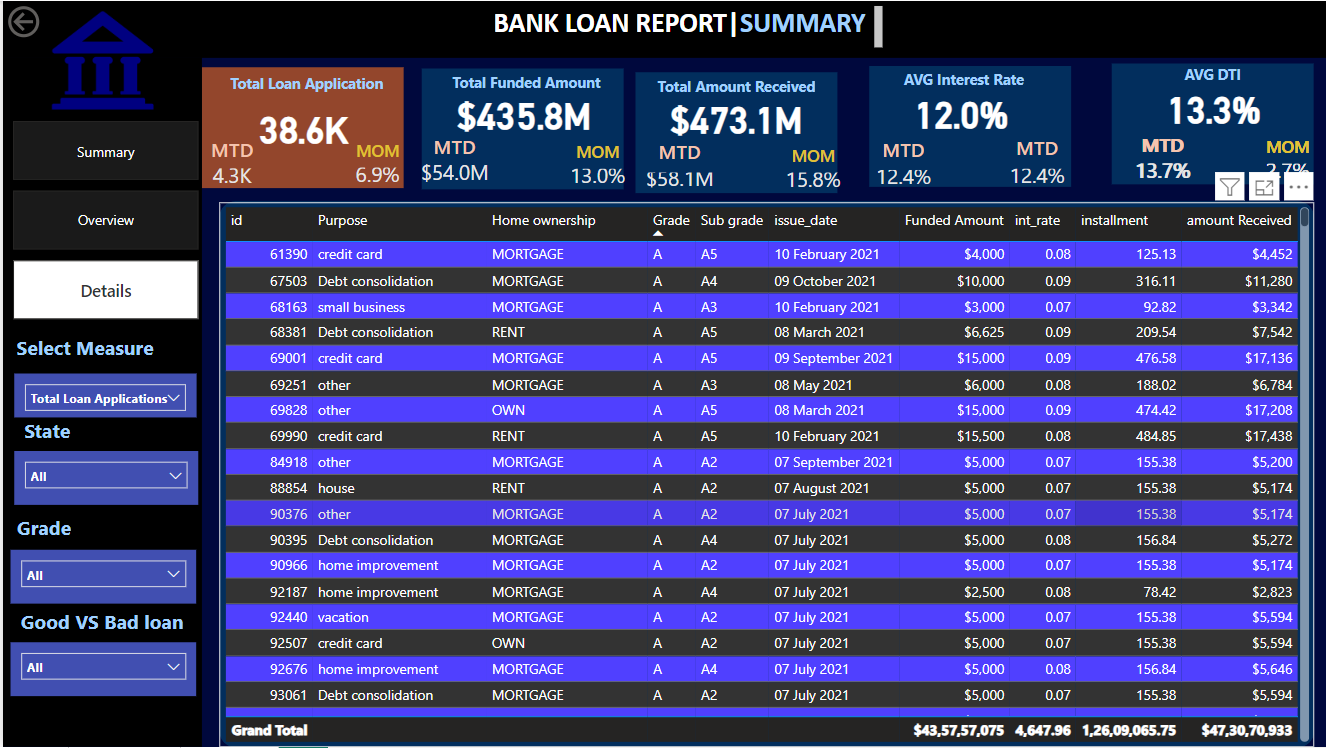 BANK LOAN REPORT|SUMMARY
Total Loan Application
38.6K
MTD MOM
4.3K 6.9%
Total Funded Amount
$435.8M
MTD MOM
$54.0M 13.0%
Total Amount Received
$473.1M
MTD MOM
$58.1M 15.8%
AVG Interest Rate
12.0%
MTD MTD
12.4% 12.4%
AVG DTI
13.3%
MTD MOM
13.7% 2.7%
Summary
Overview
Details
Select Measure
Total Loan Applications
State
All
Grade
All
Good VS Bad loan
All
id Purpose Home ownership Grade Sub grade issue_date Funded Amount int_rate installment amount Received
61390 credit card MORTGAGE A A5 10 February 2021 $4,000 0.08 125.13 $4,452
67503 Debt consolidation MORTGAGE A A4 09 October 2021 $10,000 0.09 316.11 $11,280
68163 small business MORTGAGE A A3 10 February 2021 $3,000 0.07 92.82 $3,342
68381 Debt consolidation RENT A A5 08 March 2021 $6,625 0.09 209.54 $7,542
69001 credit card MORTGAGE A A5 09 September 2021 $15,000 0.09 476.58 $17,136
69251 other MORTGAGE A A3 08 May 2021 $6,000 0.08 188.02 $6,784
69828 other OWN A A5 08 March 2021 $15,000 0.09 474.42 $17,208
69990 credit card RENT A A5 10 February 2021 $15,500 0.08 484.85 $17,438
84918 other MORTGAGE A A2 07 September 2021 $5,000 0.07 155.38 $5,200
88854 house RENT A A2 07 August 2021 $5,000 0.07 155.38 $5,174
90376 other MORTGAGE A A2 07 July 2021 $5,000 0.07 155.38 $5,174
90395 Debt consolidation MORTGAGE A A4 07 July 2021 $5,000 0.08 156.84 $5,272
90966 home improvement MORTGAGE A A2 07 July 2021 $5,000 0.07 155.38 $5,174
92187 home improvement MORTGAGE A A4 07 July 2021 $2,500 0.08 78.42 $2,823
92440 vacation MORTGAGE A A2 07 July 2021 $5,000 0.07 155.38 $5,594
92507 credit card OWN A A2 07 July 2021 $5,000 0.07 155.38 $5,594
92676 home improvement MORTGAGE A A4 07 July 2021 $5,000 0.08 156.84 $5,646
93061 Debt consolidation MORTGAGE A A2 07 July 2021 $5,000 0.07 155.38 $5,594
Grand Total $43,57,57,075 4,647.96 1,26,09,065.75 $47,30,70,933